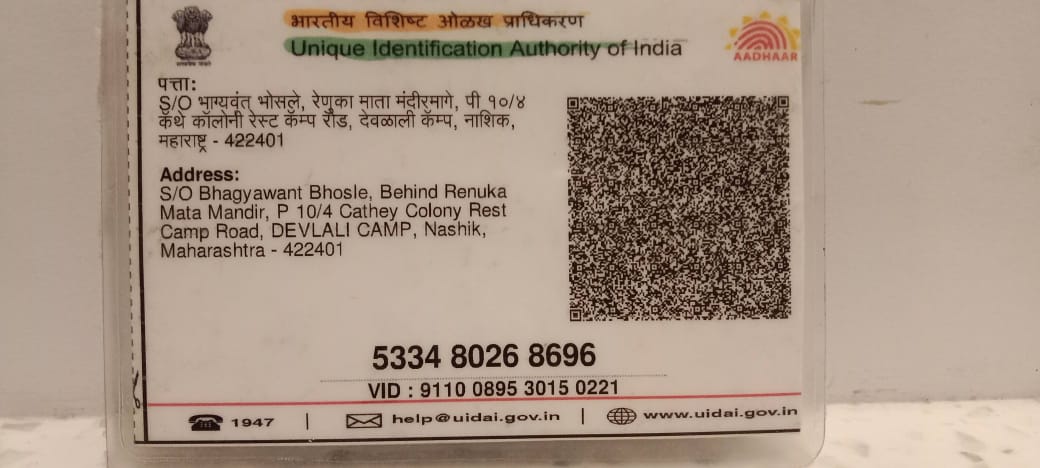 भारतीय विशिष्ट ओळख प्राधिकरण
Unique Identification Authority of India
AADHAAR
पत्ता:
S/O भाग्यवंत भोसले, रेणुका माता मंदीरमागे, पी १०/४
कॅथे कॉलोनी रेस्ट कॅम्प रोड, देवळाली कॅम्प, नाशिक,
महाराष्ट्र - 422401
Address:
S/O Bhagyawant Bhosle, Behind Renuka
Mata Mandir, P 10/4 Cathey Colony Rest
Camp Road, DEVLALI CAMP, Nashik,
Maharashtra - 422401
5334 8026 8696
VID : 9110 0895 3015 0221
1947 | help@uidai.gov.in | www.uidai.gov.in